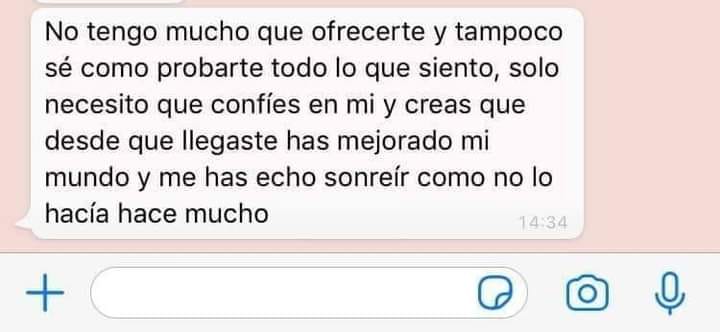 No tengo mucho que ofrecerte y tampoco
sé como probarte todo lo que siento, solo
necesito que confíes en mi y creas que
desde que llegaste has mejorado mi
mundo y me has echo sonreír como no lo
hacía hace mucho
14:34